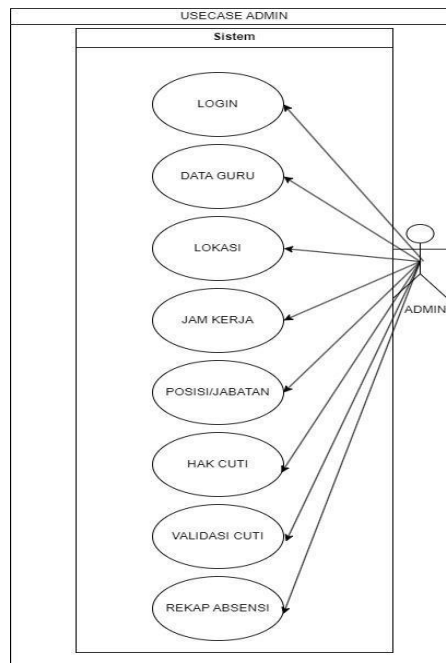 USECASE ADMIN
Sistem
LOGIN
DATA GURU
LOKASI
JAM KERJA
ADMIN
POSISI/JABATAN
HAK CUTI
VALIDASI CUTI
REKAP ABSENSI